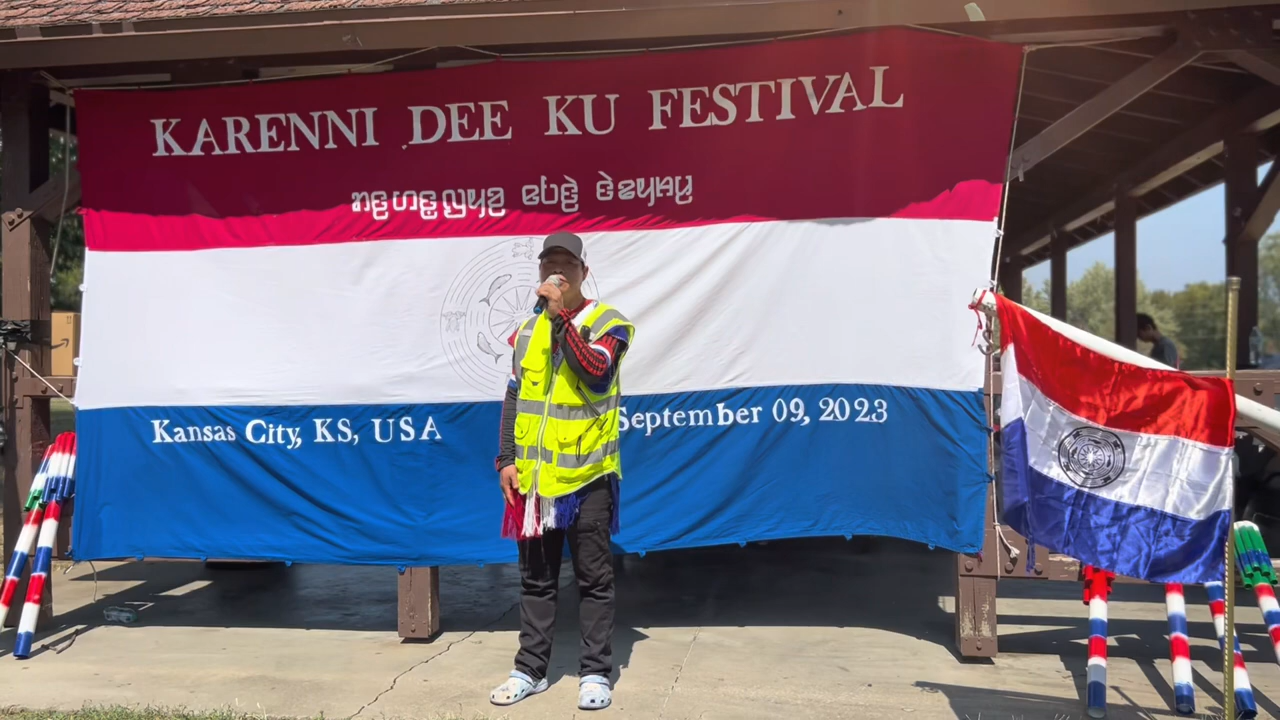 KARENNI DEE KU FESTIVAL
Kansas City, KS, USA
September 09, 2023